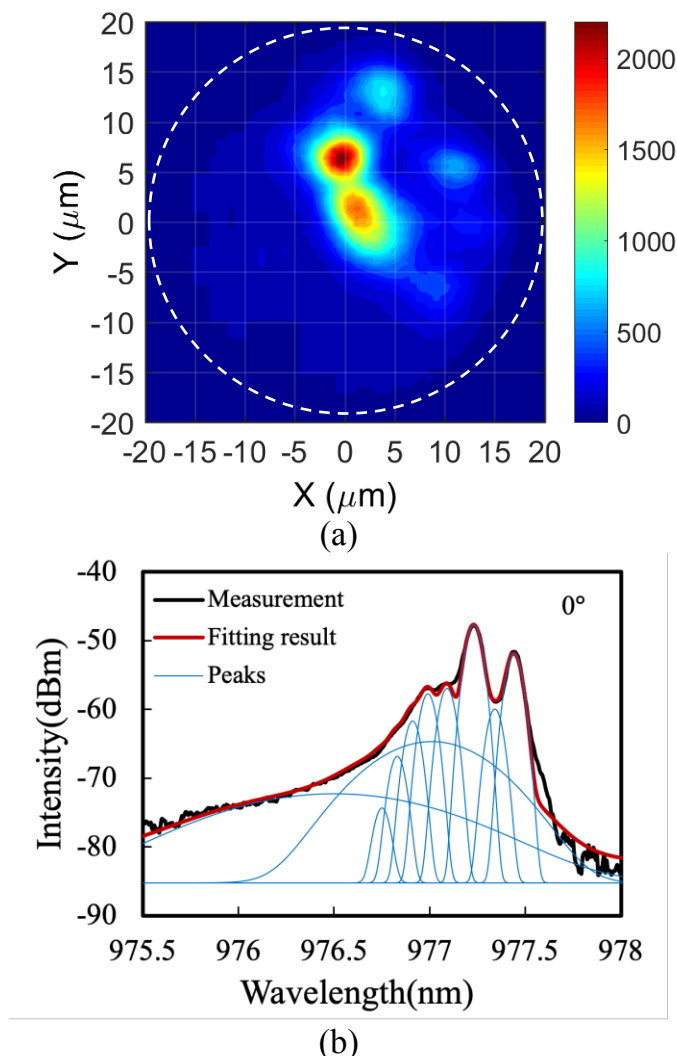 20
15
10
5
0
-5
-10
-15
-20
Y (μm)
-20 -15 -10 -5 0 5 10 15 20
X (μm)
2000
1500
1000
500
0
(a)
-40
-50
-60
-70
-80
-90
Intensity(dBm)
Measurement
Fitting result
Peaks
0°
975.5 976 976.5 977 977.5 978
Wavelength(nm)
(b)